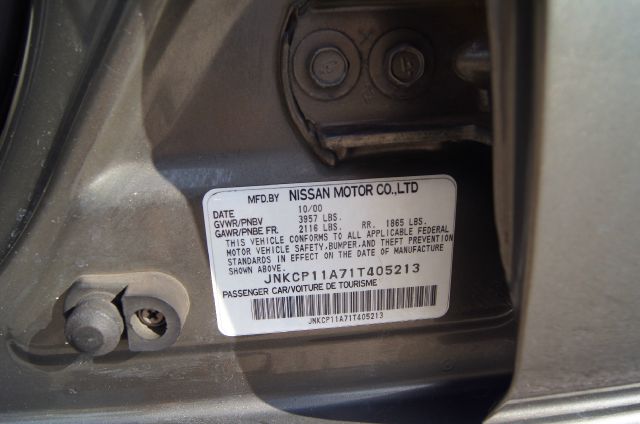 MFD.BY NISSAN MOTOR CO.,LTD
DATE 10/00
GVWR/PNBV 3957 LBS.
GAWR/PNBE FR. 2116 LBS. RR. 1865 LBS.
THIS VEHICLE CONFORMS TO ALL APPLICABLE FEDERAL
MOTOR VEHICLE SAFETY,BUMPER,AND THEFT PREVENTION
STANDARDS IN EFFECT ON THE DATE OF MANUFACTURE
SHOWN ABOVE.
JNKCP11A71T405213
PASSENGER CAR/VOITURE DE TOURISME
JNKCP11A71T405213